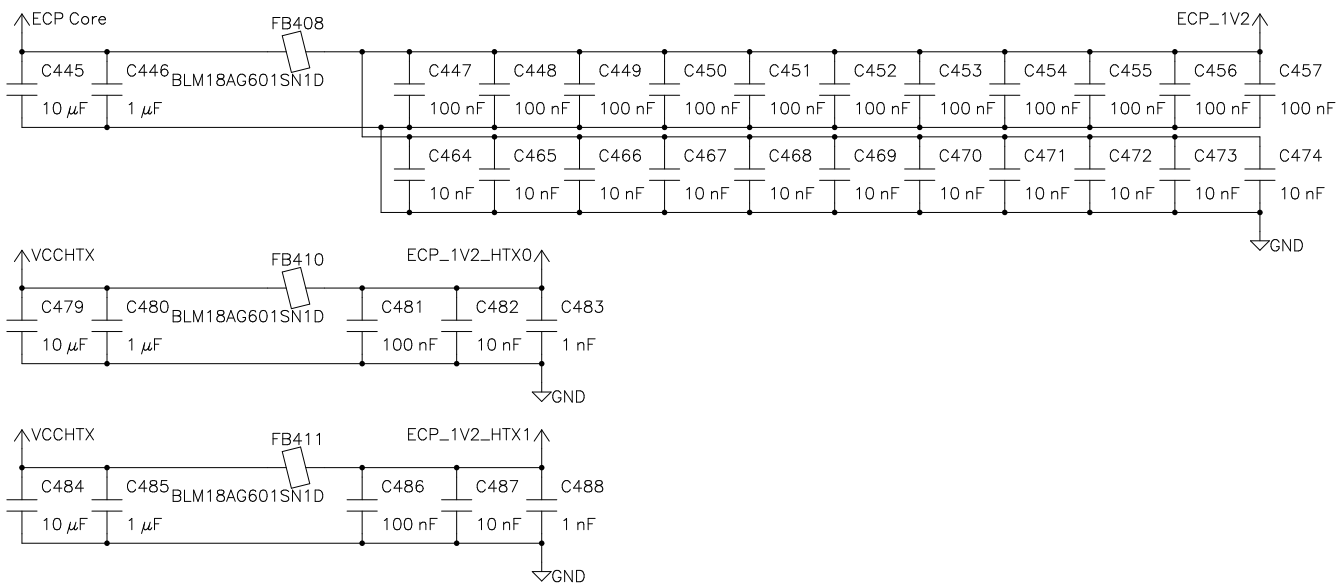 ECP Core FB408 ECP_1V2
C445 C446 BLM18AG601SN1D C447 C448 C449 C450 C451 C452 C453 C454 C455 C456 C457
10 µF 1 µF 100 nF 100 nF 100 nF 100 nF 100 nF 100 nF 100 nF 100 nF 100 nF 100 nF 100 nF
C464 C465 C466 C467 C468 C469 C470 C471 C472 C473 C474
10 nF 10 nF 10 nF 10 nF 10 nF 10 nF 10 nF 10 nF 10 nF 10 nF 10 nF
GND
VCCHTX FB410 ECP_1V2_HTX0
C479 C480 BLM18AG601SN1D C481 C482 C483
10 µF 1 µF 100 nF 10 nF 1 nF
GND
VCCHTX FB411 ECP_1V2_HTX1
C484 C485 BLM18AG601SN1D C486 C487 C488
10 µF 1 µF 100 nF 10 nF 1 nF
GND